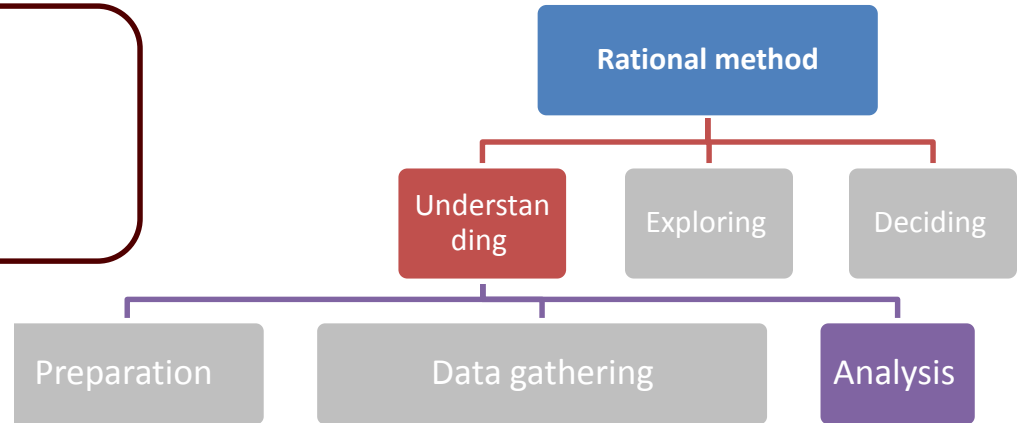 Rational method
Understan
ding
Exploring
Deciding
Preparation
Data gathering
Analysis